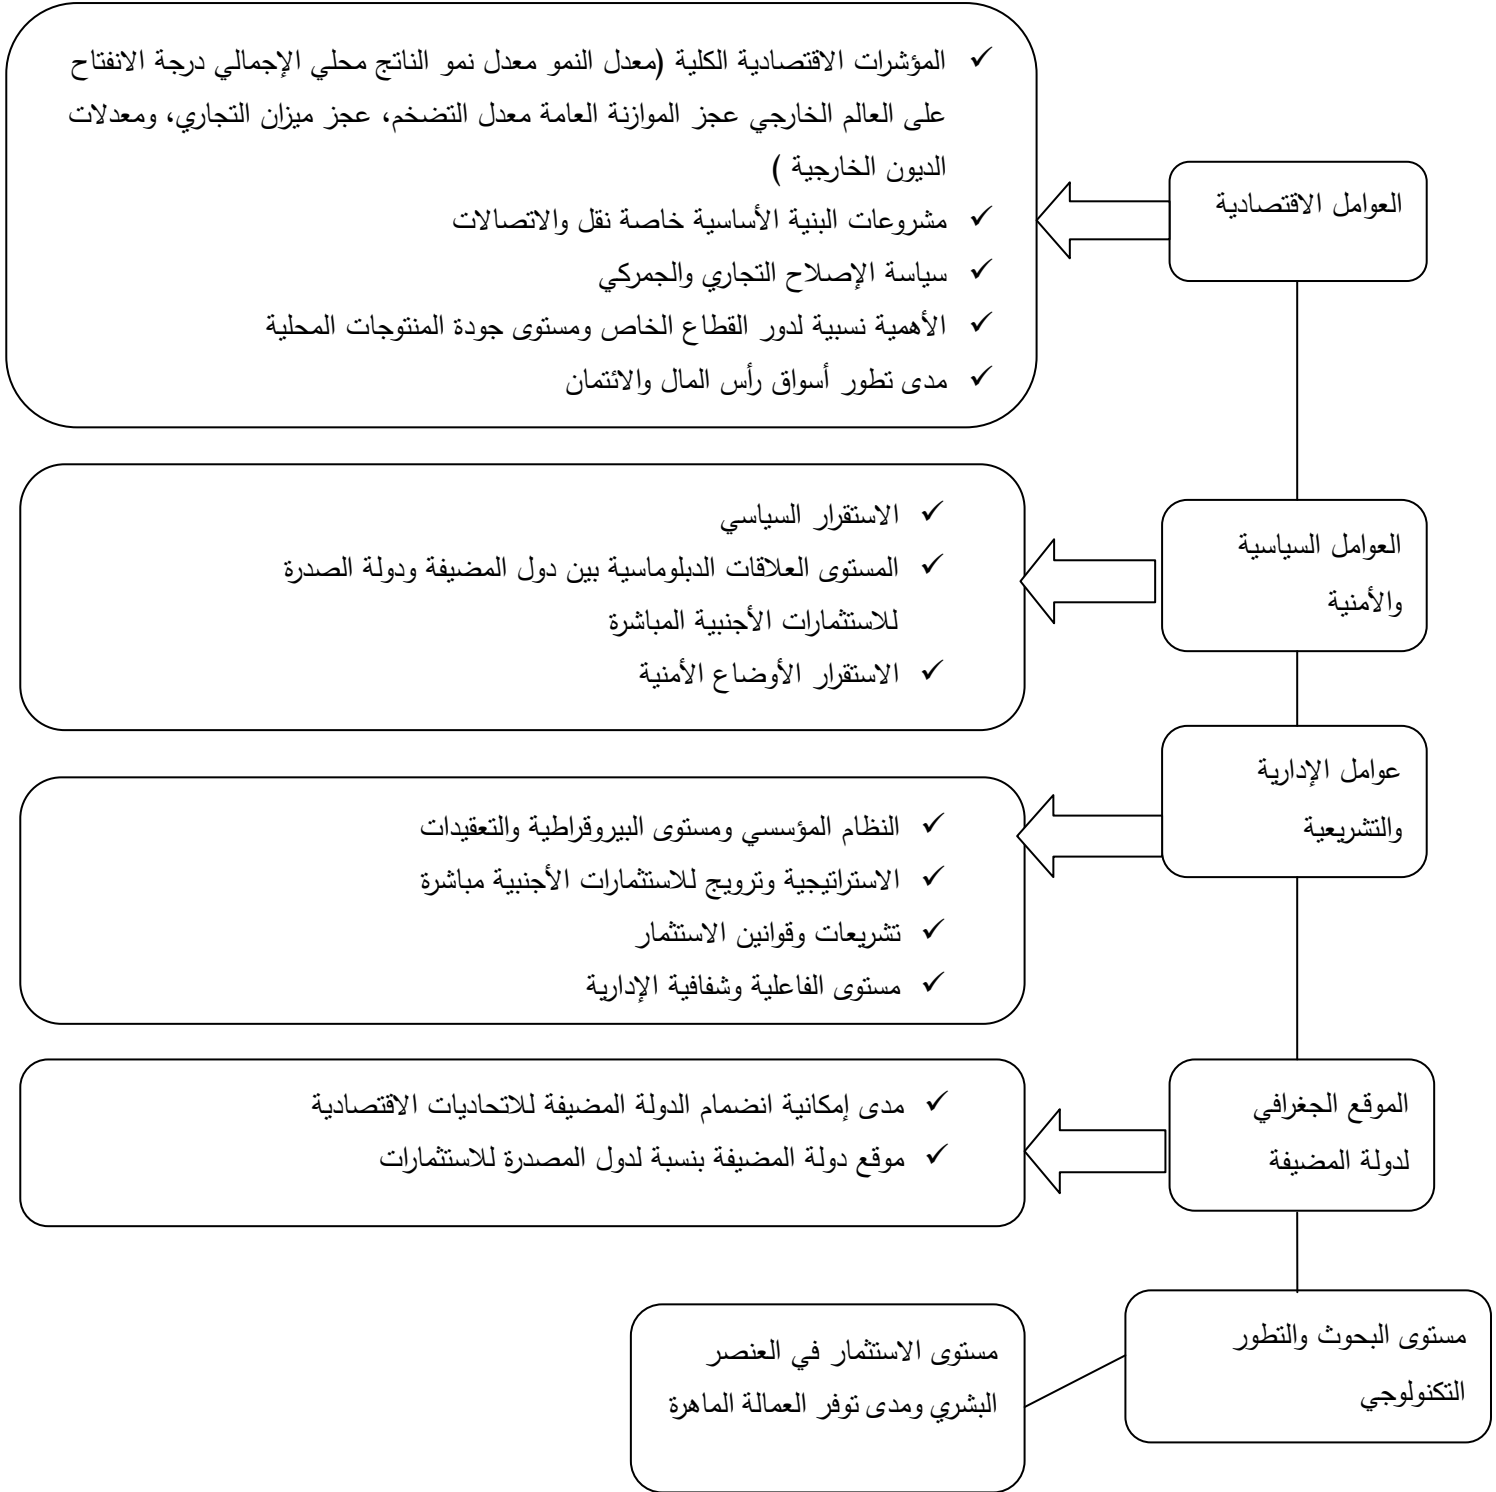 العوامل الاقتصادية
✓ المؤشرات الاقتصادية الكلية (معدل النمو معدل نمو الناتج محلي الإجمالي درجة الانفتاح
على العالم الخارجي عجز الموازنة العامة معدل التضخم، عجز ميزان التجاري، ومعدلات
الديون الخارجية )
✓ مشروعات البنية الأساسية خاصة نقل والاتصالات
✓ سياسة الإصلاح التجاري والجمركي
✓ الأهمية نسبية لدور القطاع الخاص ومستوى جودة المنتوجات المحلية
✓ مدى تطور أسواق رأس المال والائتمان
العوامل السياسية
والأمنية
✓ الاستقرار السياسي
✓ المستوى العلاقات الدبلوماسية بين دول المضيفة ودولة الصدرة
للاستثمارات الأجنبية المباشرة
✓ الاستقرار الأوضاع الأمنية
عوامل الإدارية
والتشريعية
✓ النظام المؤسسي ومستوى البيروقراطية والتعقيدات
✓ الاستراتيجية وترويج للاستثمارات الأجنبية مباشرة
✓ تشريعات وقوانين الاستثمار
✓ مستوى الفاعلية وشفافية الإدارية
الموقع الجغرافي
لدولة المضيفة
✓ مدى إمكانية انضمام الدولة المضيفة للاتحاديات الاقتصادية
✓ موقع دولة المضيفة بنسبة لدول المصدرة للاستثمارات
مستوى البحوث والتطور
التكنولوجي
مستوى الاستثمار في العنصر
البشري ومدى توفر العمالة الماهرة